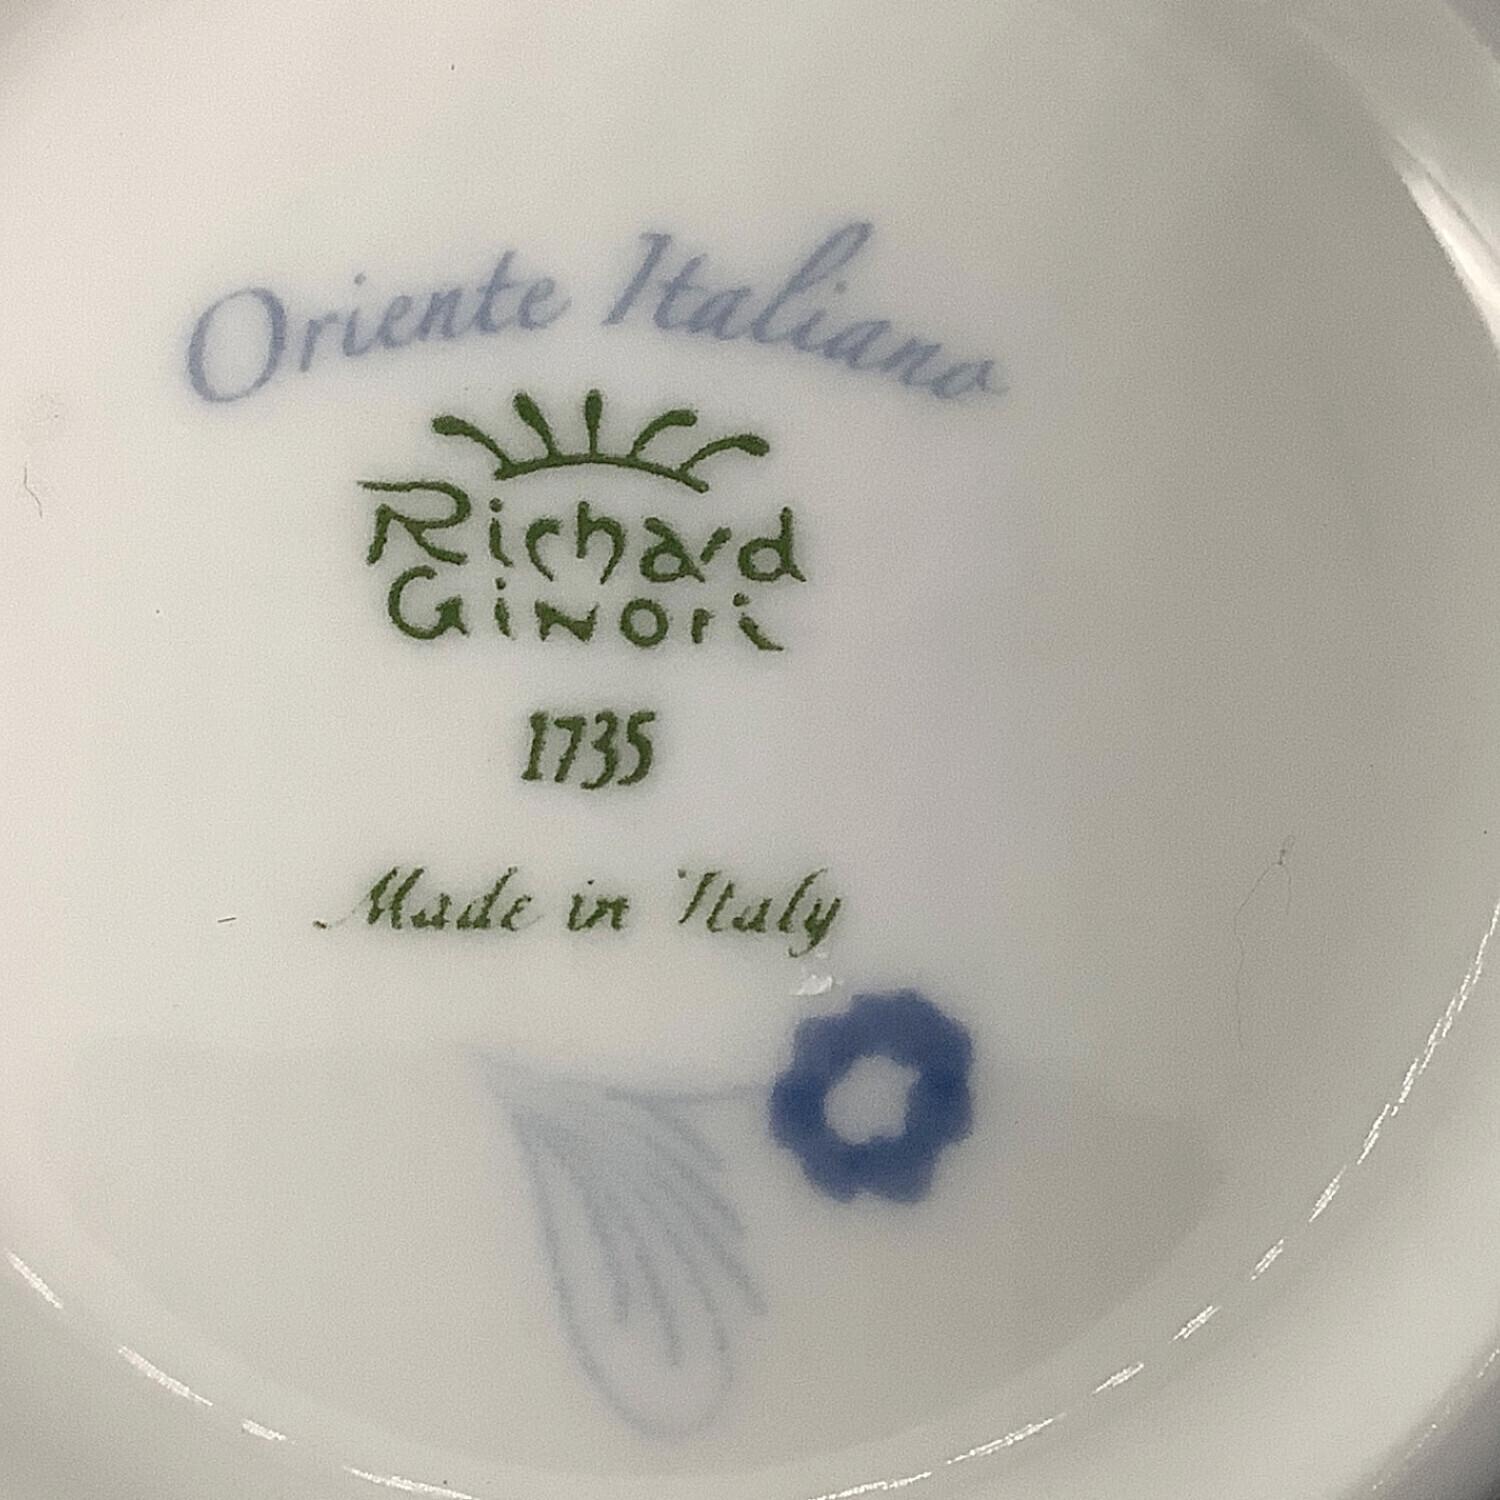 Oriente Italiano
Richard
Ginori
1735
Made in Italy